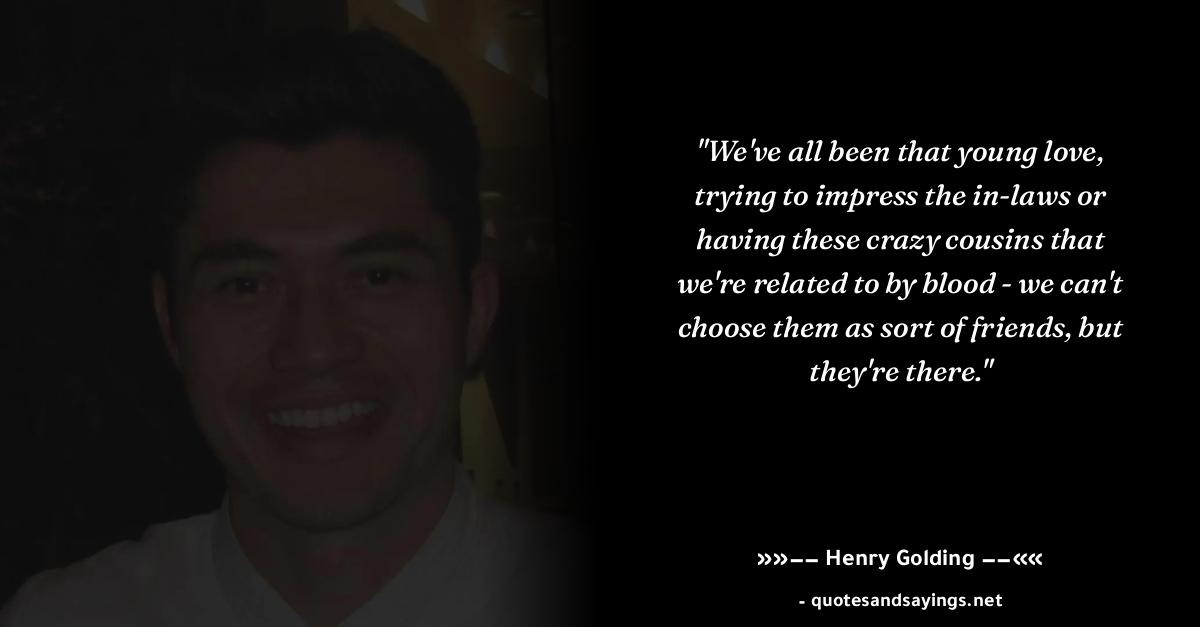 "We've all been that young love,
trying to impress the in-laws or
having these crazy cousins that
we're related to by blood - we can't
choose them as sort of friends, but
they're there."
»»–– Henry Golding ––««
- quotesandsayings.net